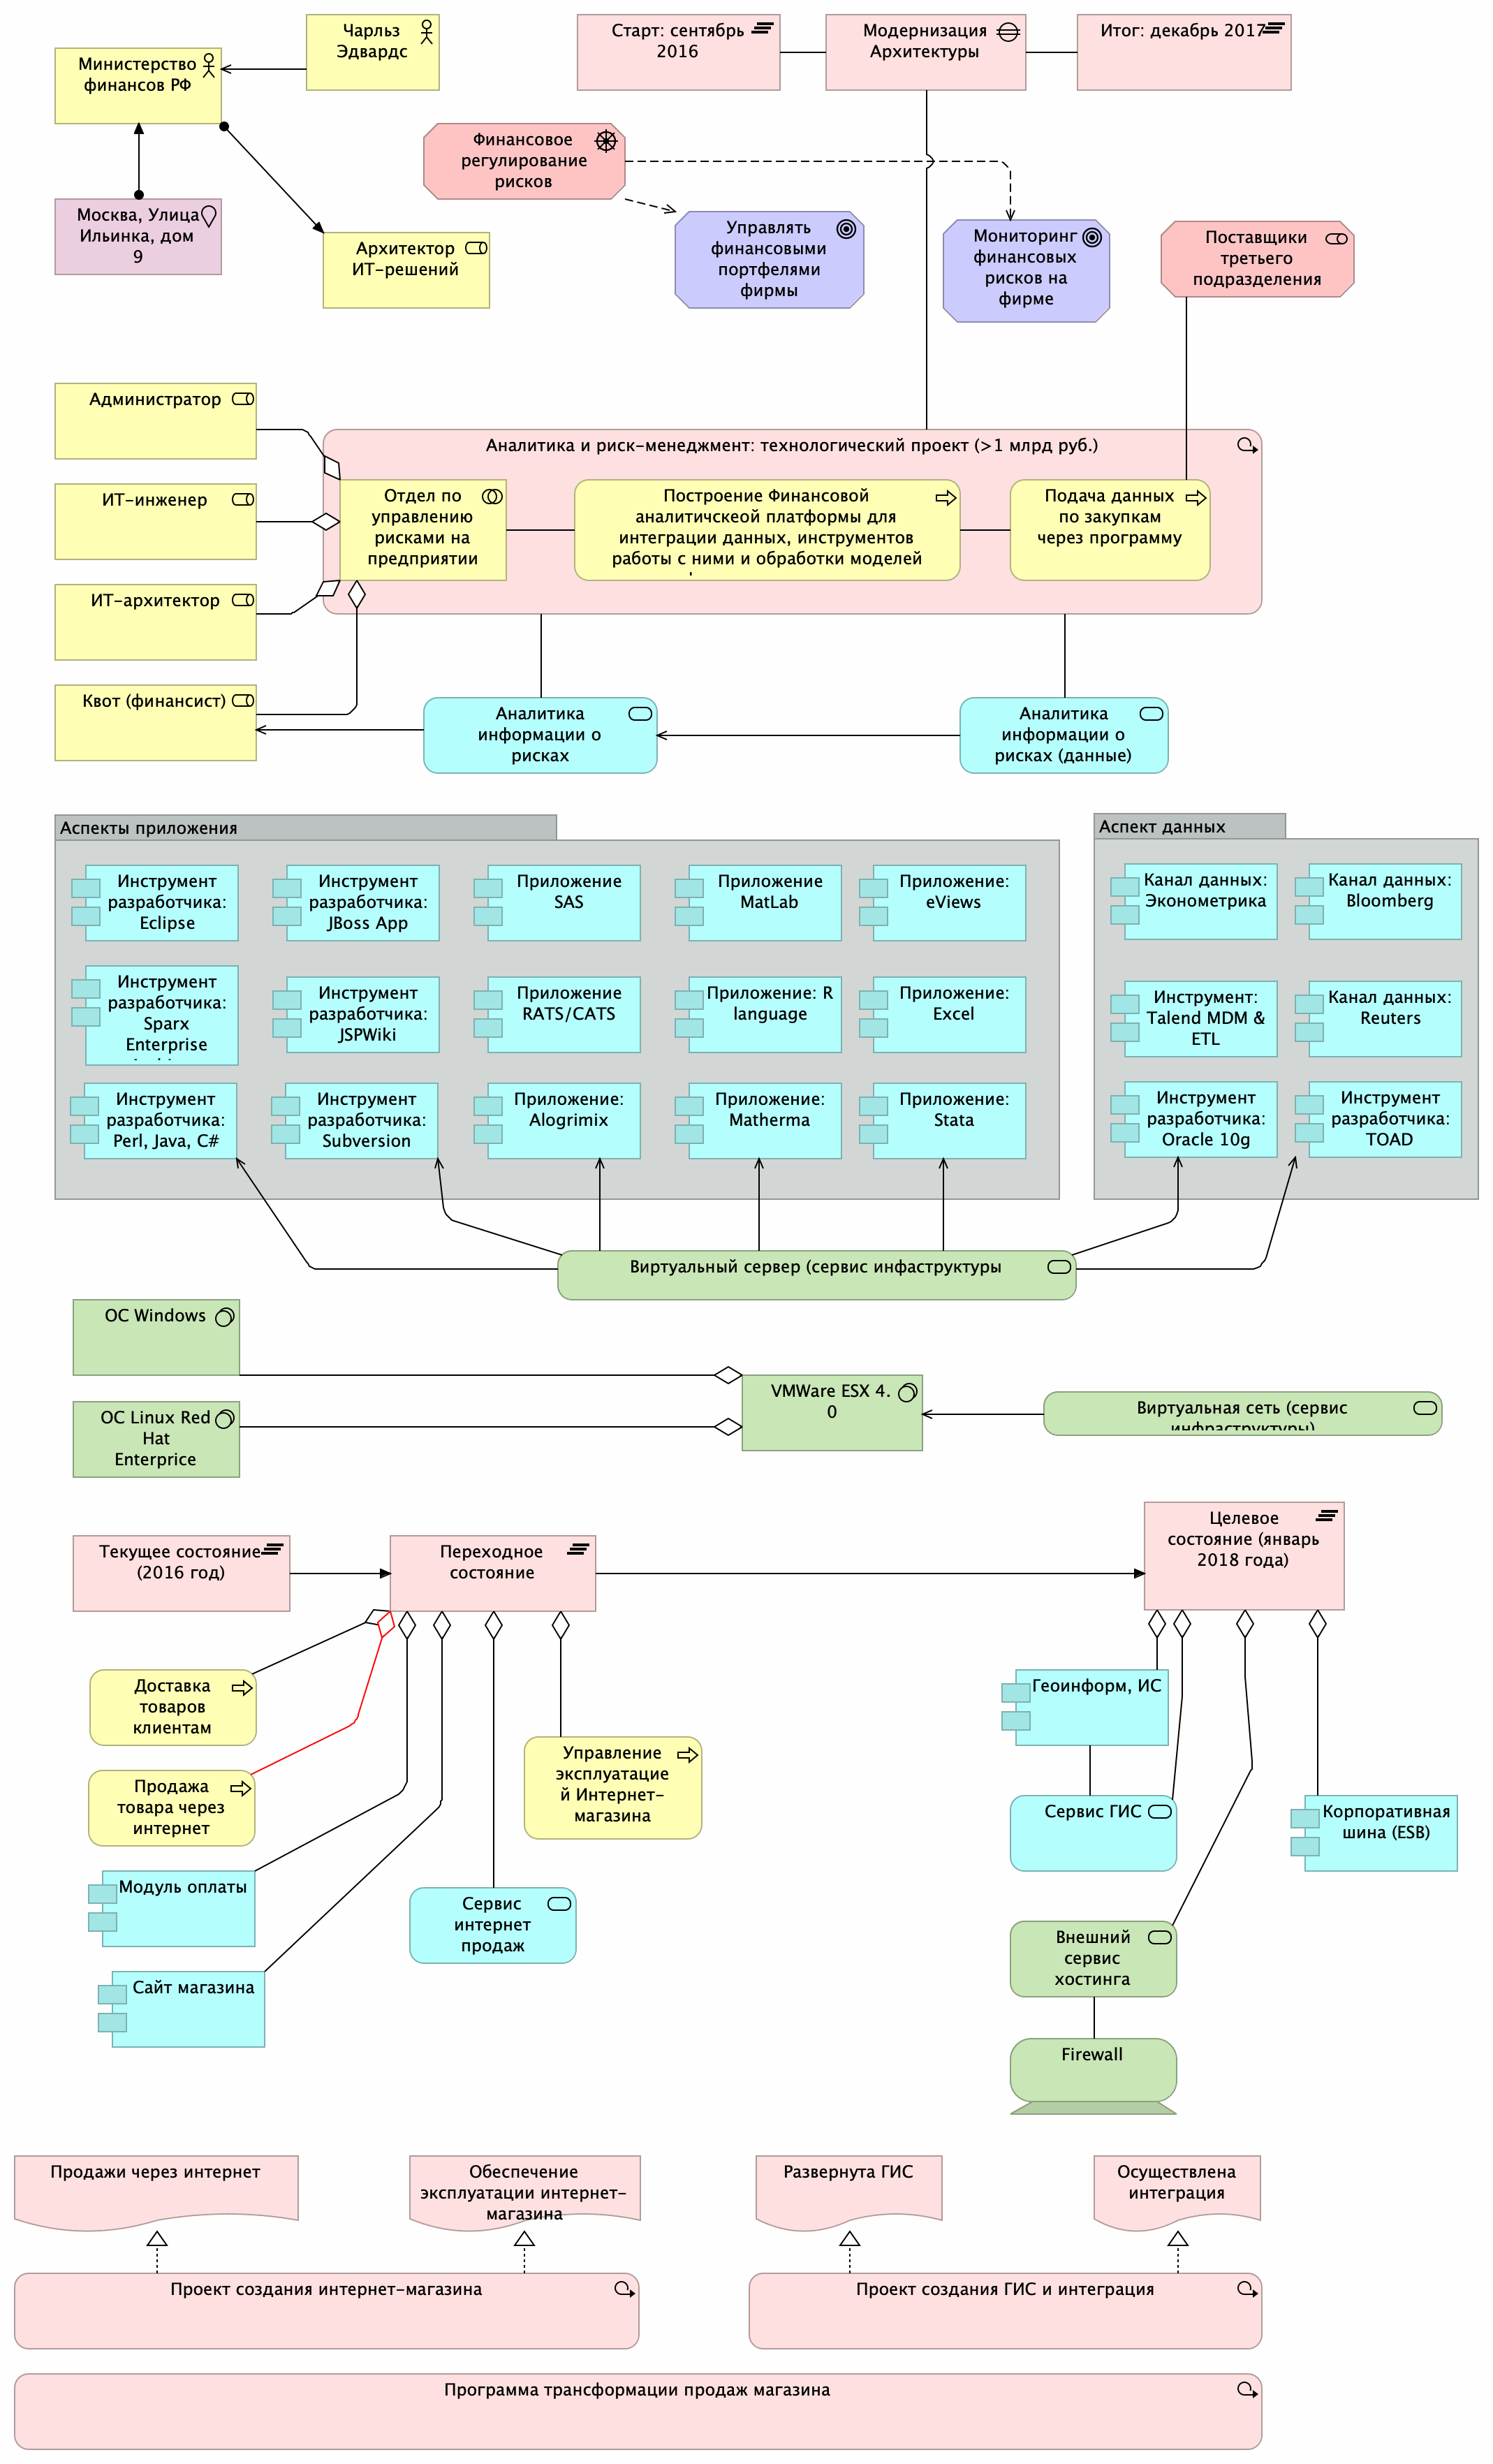 Чарльз
Эдвардс
Старт: сентябрь
2016
Модернизация
Архитектуры
Итог: декабрь 2017
Министерство
финансов РФ
Финансовое
регулирование
рисков
Москва, Улица
Ильинка, дом
9
Архитектор
ИТ-решений
Управлять
финансовыми
портфелями
фирмы
Мониторинг
финансовых
рисков на
фирме
Поставщики
третьего
подразделения
Администратор
ИТ-инженер
ИТ-архитектор
Квот (финансист)
Аналитика и риск-менеджмент: технологический проект (>1 млрд руб.)
Отдел по
управлению
рисками на
предприятии
Построение Финансовой
аналитичскеой платформы для
интеграции данных, инструментов
работы с ними и обработки моделей
Подача данных
по закупкам
через программу
Аналитика
информации о
рисках
Аналитика
информации о
рисках (данные)
Аспекты приложения
Инструмент
разработчика:
Eclipse
Инструмент
разработчика:
JBoss App
Приложение
SAS
Приложение
MatLab
Приложение:
eViews
Инструмент
разработчика:
Sparx
Enterprise
Инструмент
разработчика:
JSPWiki
Приложение
RATS/CATS
Приложение: R
language
Приложение:
Excel
Инструмент
разработчика:
Perl, Java, C#
Инструмент
разработчика:
Subversion
Приложение:
Alogrimix
Приложение:
Matherma
Приложение:
Stata
Аспект данных
Канал данных:
Эконометрика
Канал данных:
Bloomberg
Инструмент:
Talend MDM &
ETL
Канал данных:
Reuters
Инструмент
разработчика:
Oracle 10g
Инструмент
разработчика:
TOAD
Виртуальный сервер (сервис инфаструктуры
ОС Windows
ОС Linux Red
Hat
Enterprice
VMWare ESX 4.
0
Виртуальная сеть (сервис
инфраструктуры)
Текущее состояние
(2016 год)
Переходное
состояние
Целевое
состояние (январь
2018 года)
Доставка
товаров
клиентам
Продажа
товара через
интернет
Модуль оплаты
Сайт магазина
Сервис
интернет
продаж
Управление
эксплуатацие
й Интернет-
магазина
Геоинформ, ИС
Сервис ГИС
Корпоративная
шина (ESB)
Внешний
сервис
хостинга
Firewall
Продажи через интернет
Обеспечение
эксплуатации интернет-
магазина
Развернута ГИС
Осуществлена
интеграция
Проект создания интернет-магазина
Проект создания ГИС и интеграция
Программа трансформации продаж магазина